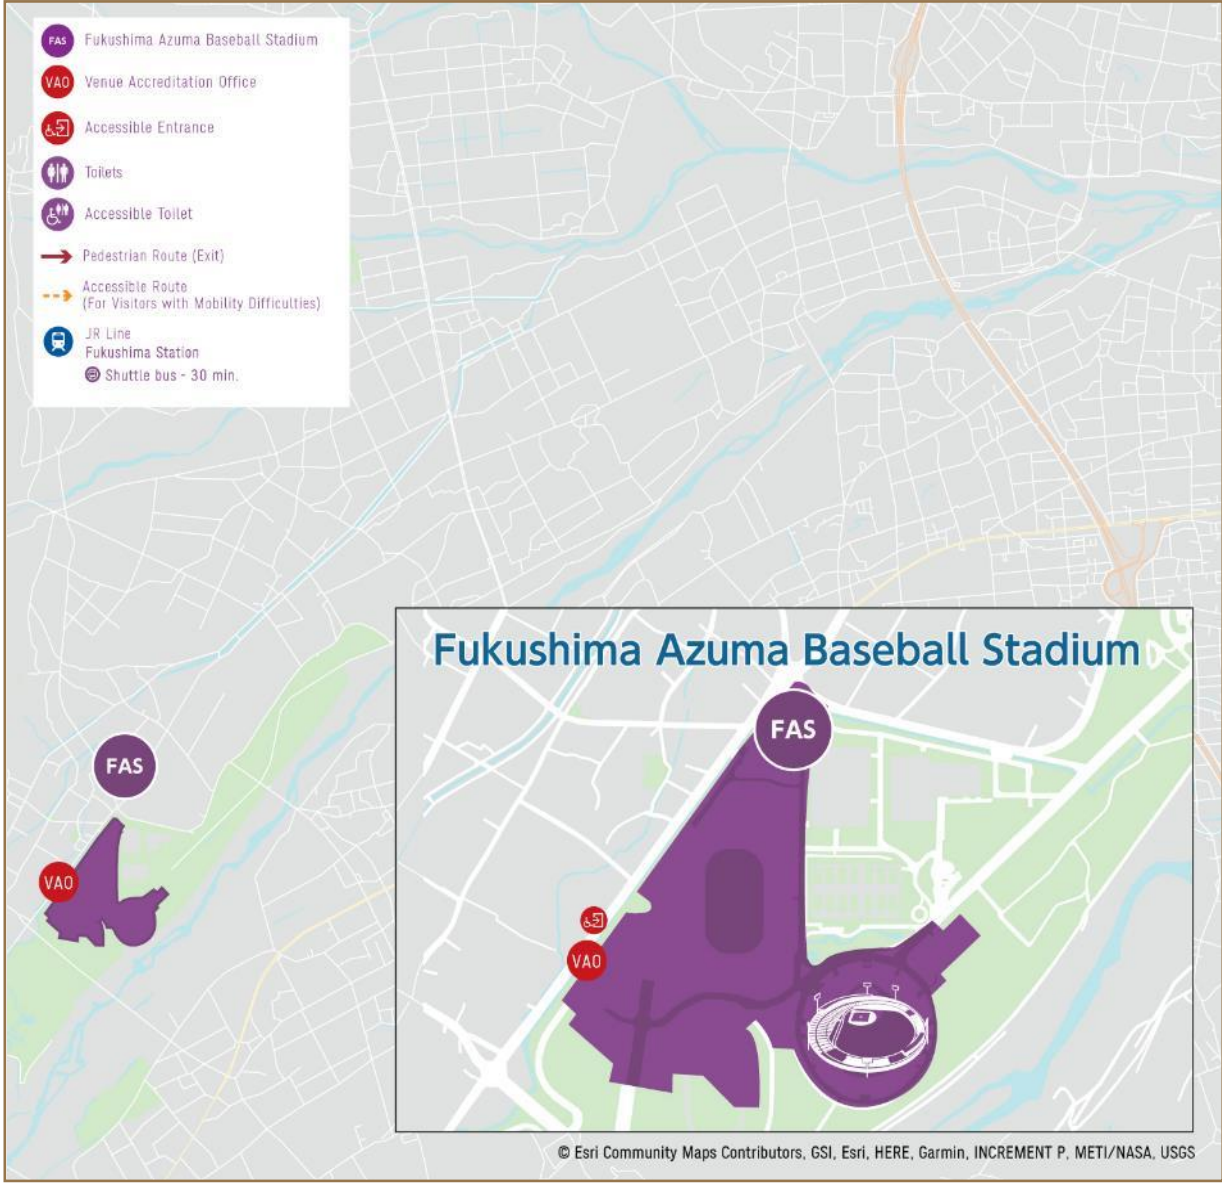 FAS Fukushima Azuma Baseball Stadium
VAO Venue Accreditation Office
Accessible Entrance
Toilets
Accessible Toilet
Pedestrian Route (Exit)
Accessible Route
(For Visitors with Mobility Difficulties)
JR Line
Fukushima Station
Shuttle bus - 30 min.
Fukushima Azuma Baseball Stadium
FAS
FAS
VAO
VAO
© Esri Community Maps Contributors, GSI, Esri, HERE, Garmin, INCREMENT P, METI/NASA, USGS